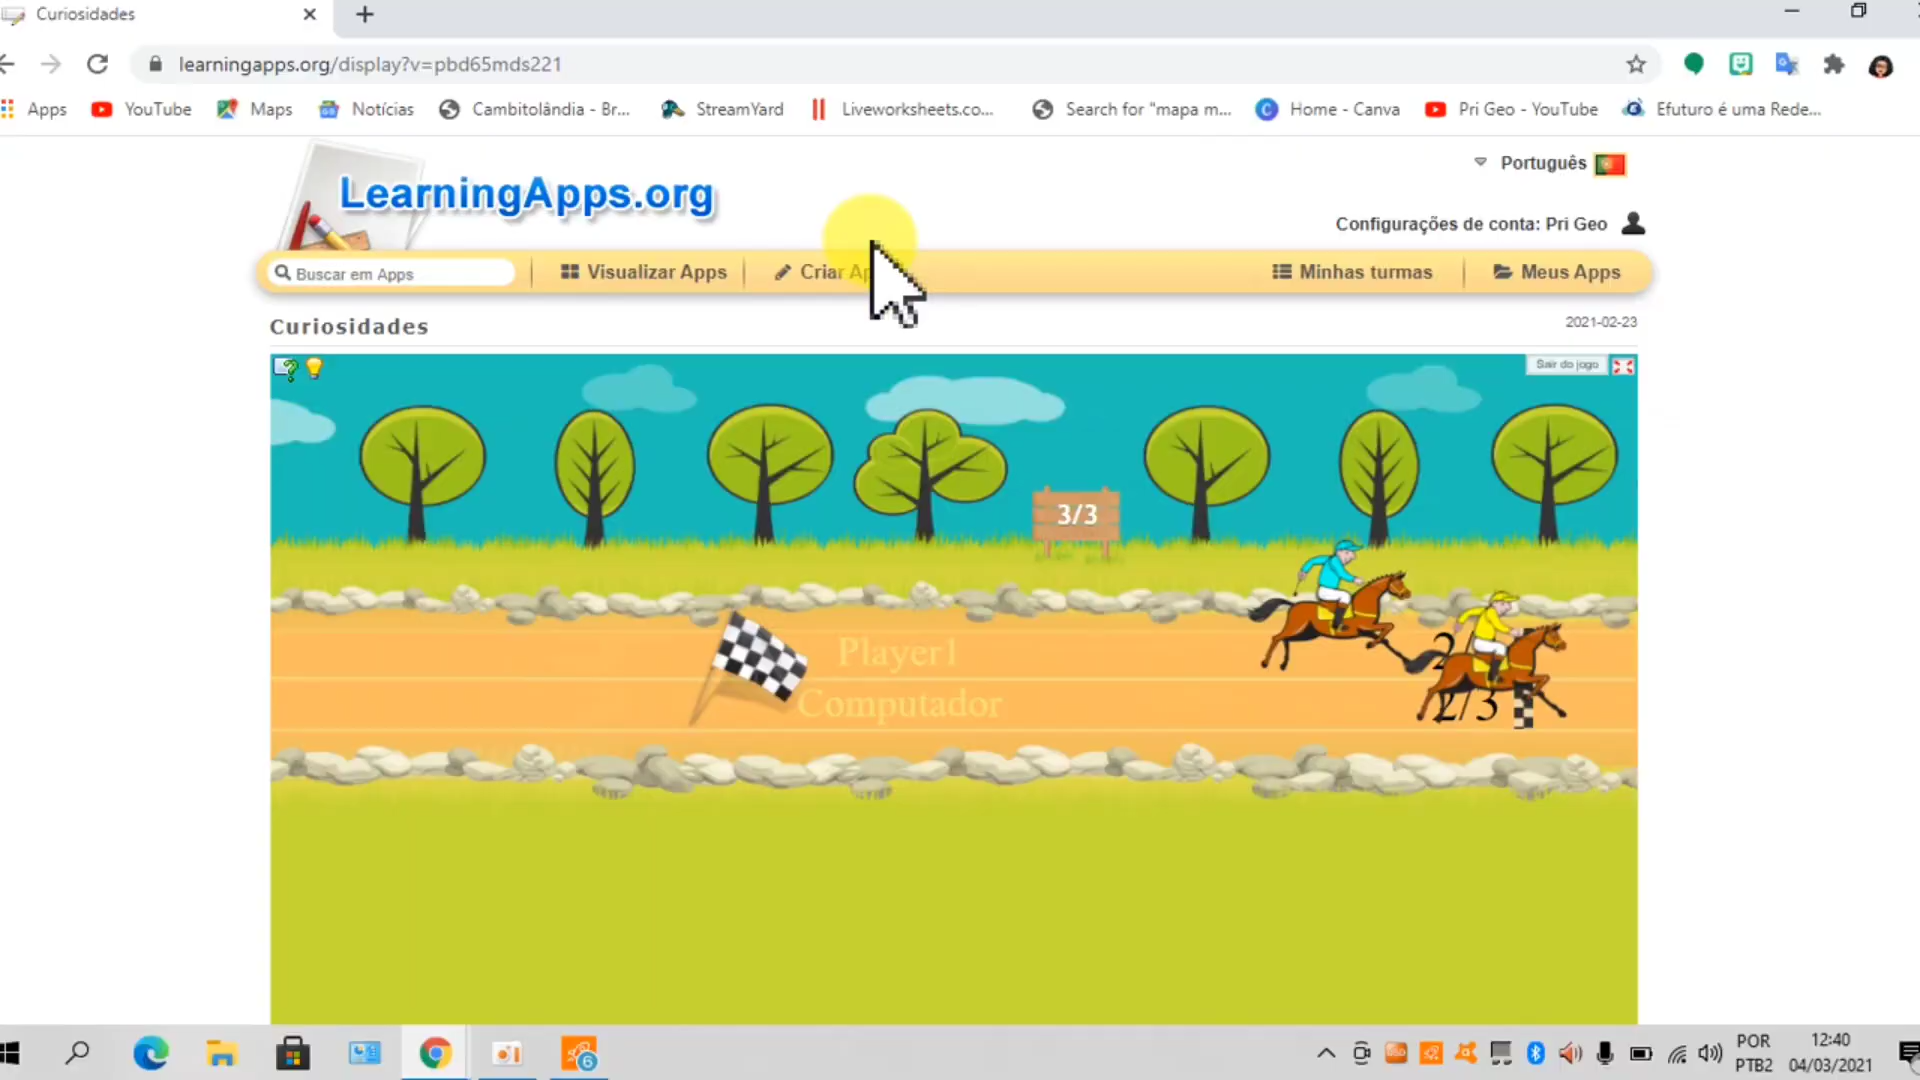 Curiosidades
learningapps.org/display?v=pbd65mds221
Apps YouTube Maps Notícias Cambitolândia - Br... StreamYard Liveworksheets.co... Search for "mapa m... Home - Canva Pri Geo - YouTube Efuturo é uma Rede...
LearningApps.org
Português
Configurações de conta: Pri Geo
Buscar em Apps Visualizar Apps Criar Minhas turmas Meus Apps
Curiosidades
2021-02-23
Sair do jogo
3/3
Player1
2
Computador
2/3
6
POR
PTB2
12:40
04/03/2021